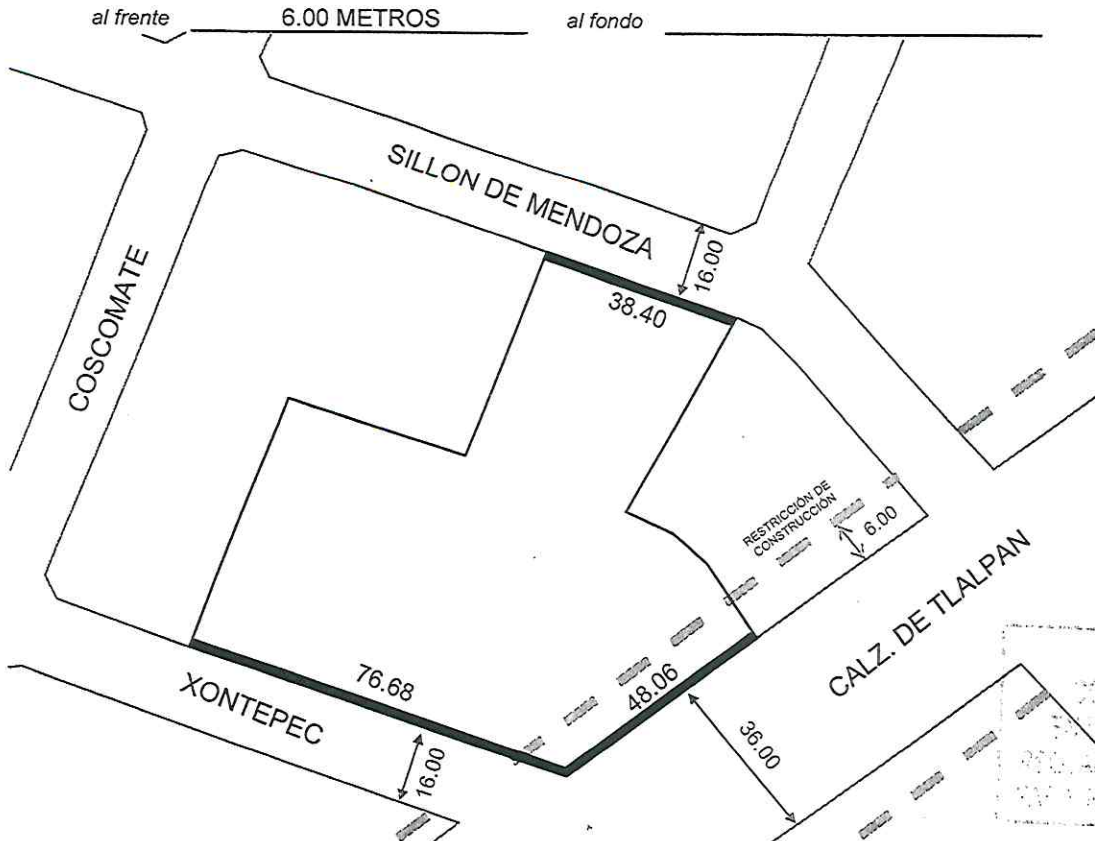 al frente 6.00 METROS al fondo
SILLON DE MENDOZA
16.00
38.40
COSCOMATE
RESTRICCIÓN DE
CONSTRUCCIÓN
6.00
CALZ. DE TLALPAN
76.68
48.06
XONTEPEC
36.00
16.00